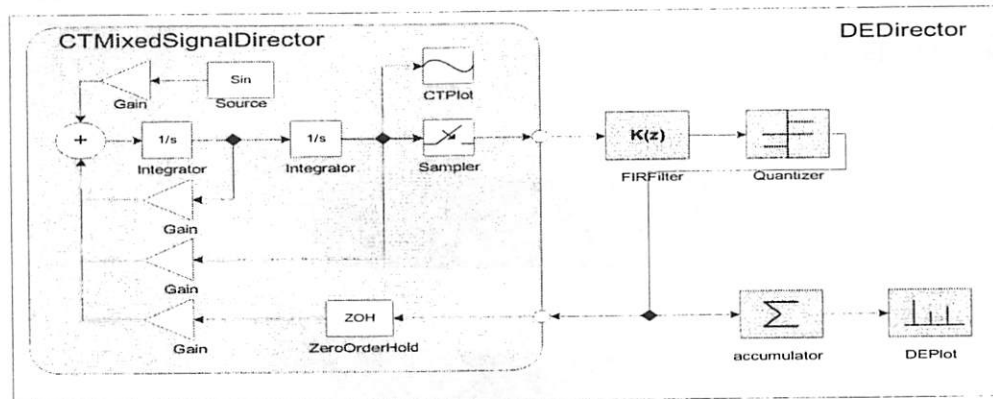 CTMixedSignalDirector
DEDirector
Sin
Gain
Source
CTPlot
+
1/s
1/s
K(z)
Integrator
Integrator
Sampler
FIRFilter
Quantizer
Gain
Gain
ZOH
Σ
Gain
ZeroOrderHold
accumulator
DEPlot